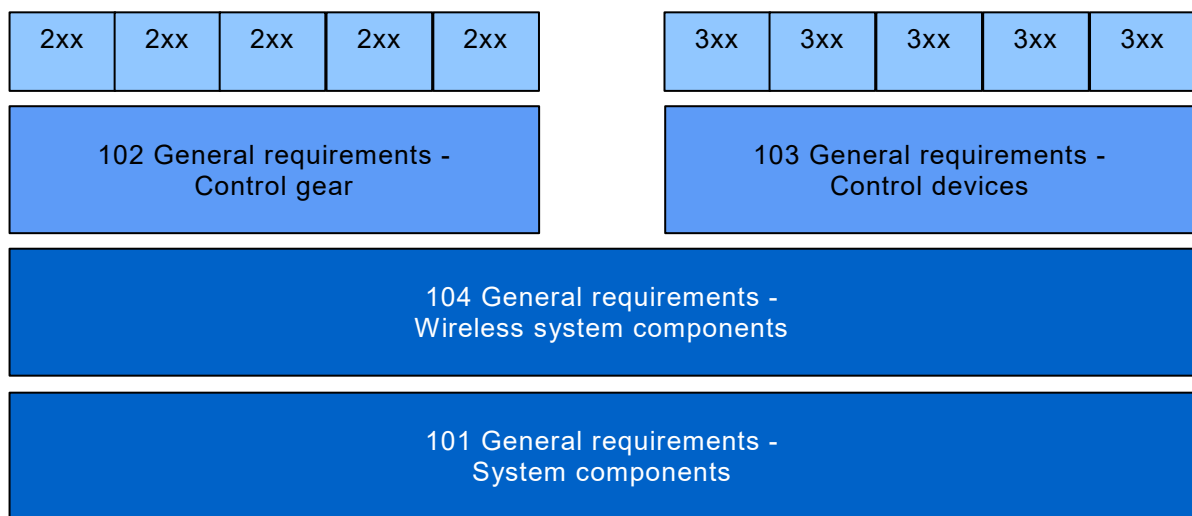 2xx 2xx 2xx 2xx 2xx 3xx 3xx 3xx 3xx 3xx
102 General requirements -
Control gear
103 General requirements -
Control devices
104 General requirements -
Wireless system components
101 General requirements -
System components